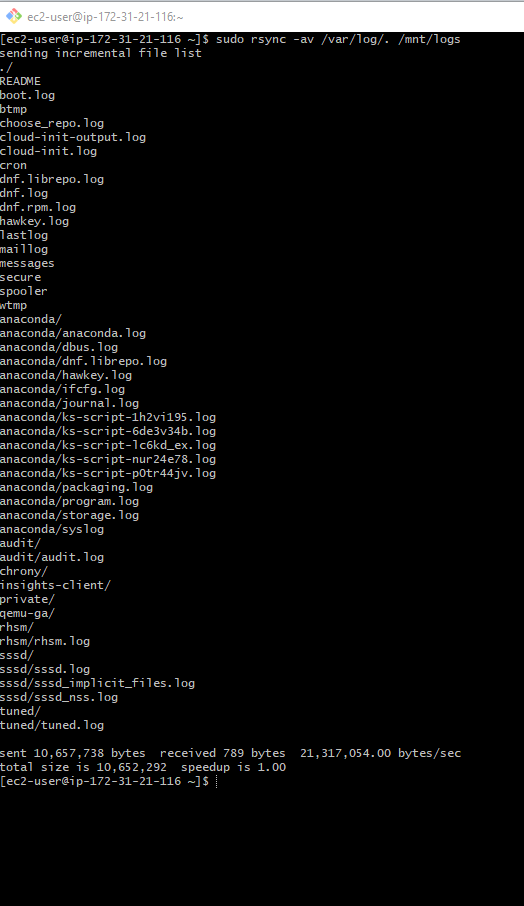 ec2-user@ip-172-31-21-116:~
[ec2-user@ip-172-31-21-116 ~]$ sudo rsync -av /var/log/. /mnt/logs
sending incremental file list
./
README
boot.log
btmp
choose_repo.log
cloud-init-output.log
cloud-init.log
cron
dnf.librepo.log
dnf.log
dnf.rpm.log
hawkey.log
lastlog
maillog
messages
secure
spooler
wtmp
anaconda/
anaconda/anaconda.log
anaconda/dbus.log
anaconda/dnf.librepo.log
anaconda/hawkey.log
anaconda/ifcfg.log
anaconda/journal.log
anaconda/ks-script-1h2vi195.log
anaconda/ks-script-6de3v34b.log
anaconda/ks-script-lc6kd_ex.log
anaconda/ks-script-nur24e78.log
anaconda/ks-script-p0tr44jv.log
anaconda/packaging.log
anaconda/program.log
anaconda/storage.log
anaconda/syslog
audit/
audit/audit.log
chrony/
insights-client/
private/
qemu-ga/
rhsm/
rhsm/rhsm.log
sssd/
sssd/sssd.log
sssd/sssd_implicit_files.log
sssd/sssd_nss.log
tuned/
tuned/tuned.log
sent 10,657,738 bytes  received 789 bytes  21,317,054.00 bytes/sec
total size is 10,652,292  speedup is 1.00
[ec2-user@ip-172-31-21-116 ~]$